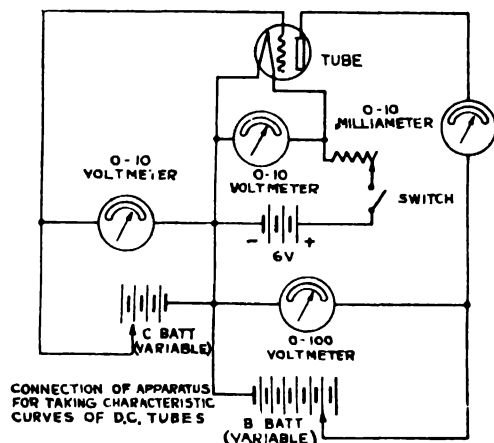 TUBE
0-10
MILLIAMETER
0-10
VOLTMETER
0-10
VOLTMETER
SWITCH
- +
6V
C BATT
(VARIABLE)
0-100
VOLTMETER
CONNECTION OF APPARATUS
FOR TAKING CHARACTERISTIC
CURVES OF D.C. TUBES
B BATT
(VARIABLE)